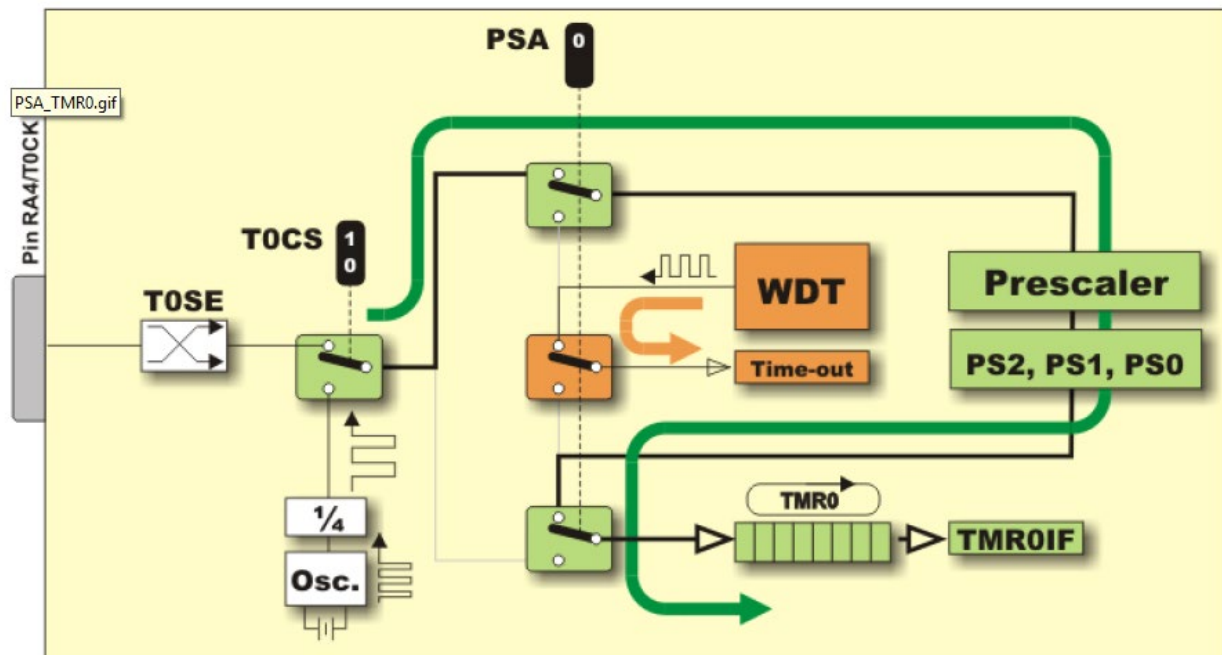 PSA
0
PSA_TMR0.gif
Pin RA4/T0CK
T0CS
1
0
T0SE
WDT
Prescaler
Time-out
PS2, PS1, PS0
¼
TMR0
TMR0IF
Osc.